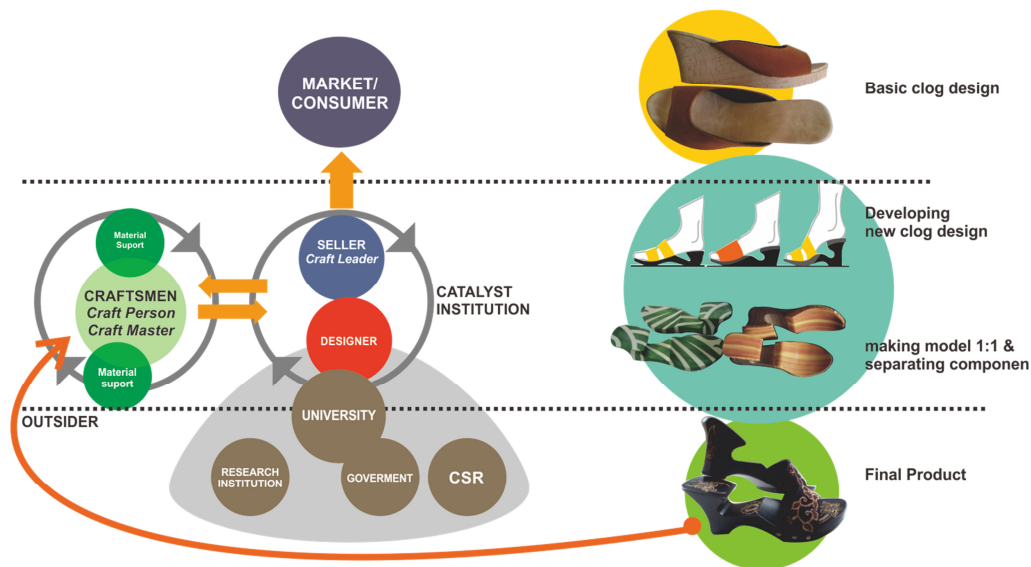 MARKET/
CONSUMER
Basic clog design
Material
Suport
SELLER
Craft Leader
Developing
new clog design
CRAFTSMEN
Craft Person
Craft Master
CATALYST
INSTITUTION
DESIGNER
making model 1:1 &
separating componen
Material
suport
OUTSIDER
UNIVERSITY
RESEARCH
INSTITUTION
GOVERMENT
CSR
Final Product